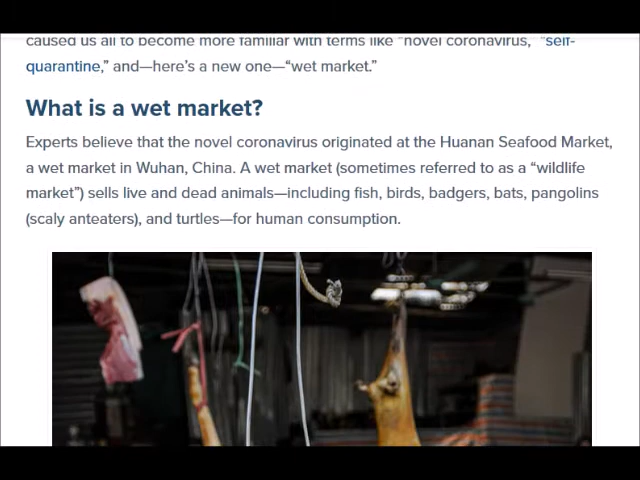 caused us all to become more familiar with terms like “novel coronavirus,” “self-
quarantine,” and—here’s a new one—“wet market.”
What is a wet market?
Experts believe that the novel coronavirus originated at the Huanan Seafood Market,
a wet market in Wuhan, China. A wet market (sometimes referred to as a “wildlife
market”) sells live and dead animals—including fish, birds, badgers, bats, pangolins
(scaly anteaters), and turtles—for human consumption.